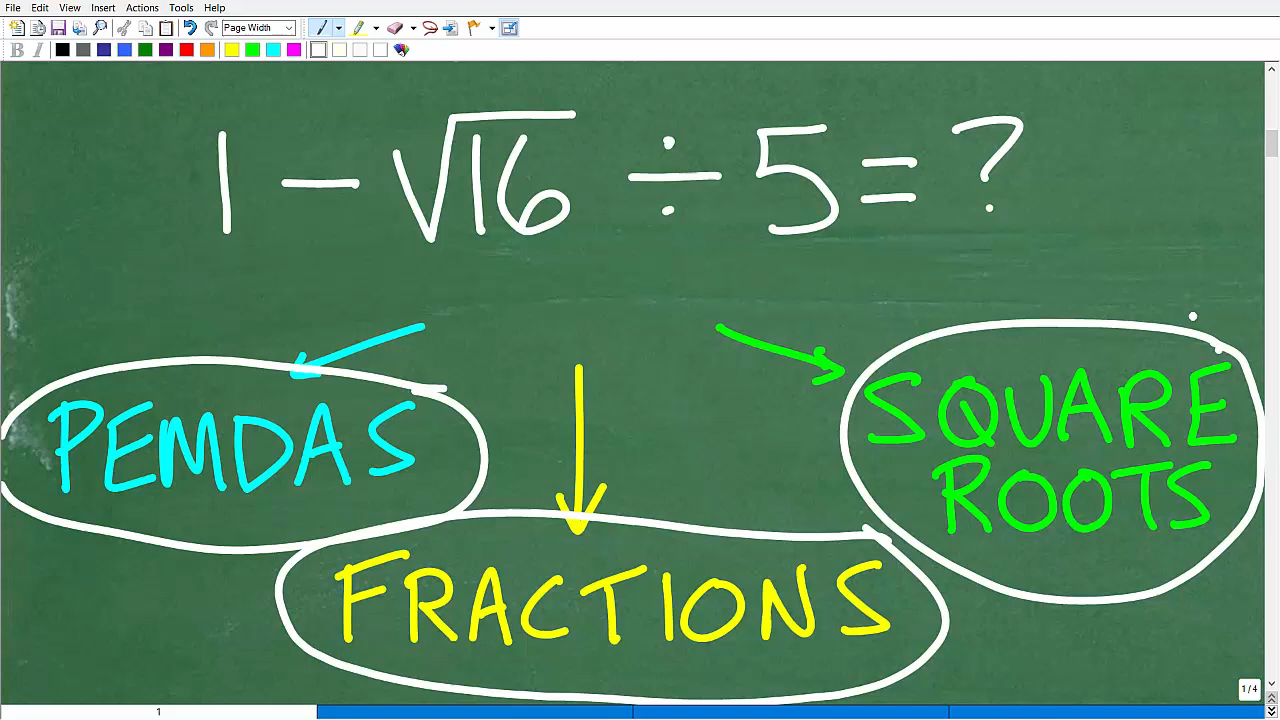 File Edit View Insert Actions Tools Help
Page Width
B I
1 - √16 ÷ 5 = ?
PEMDAS
SQUARE
ROOTS
FRACTIONS
1/4
1